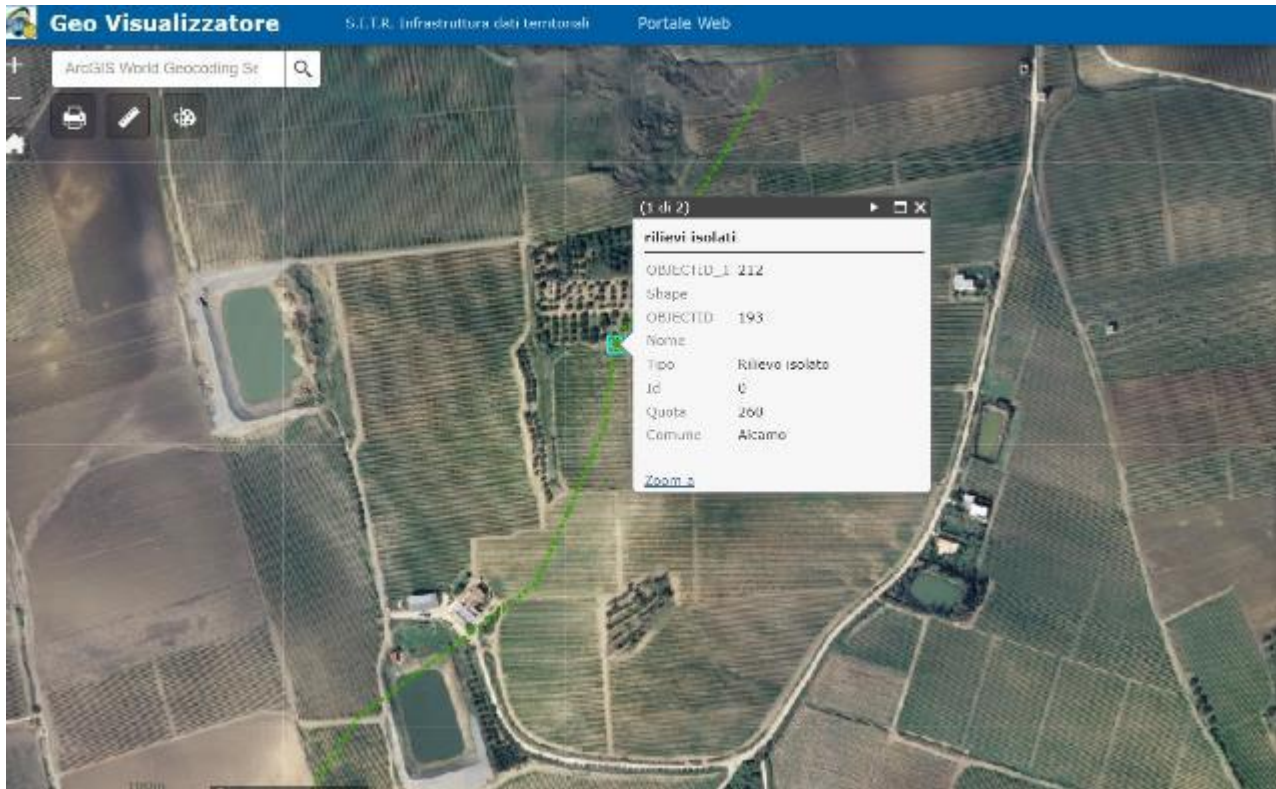 Geo Visualizzatore
S.I.T.R. Infrastruttura dati territoriali
Portale Web
ArcGIS World Geocoding Se
(1 di 2)
rilievi isolati
OBJECTID_1 212
Shape
OBJECTID 193
Nome
Tipo Rilievo isolato
Id 0
Quota 260
Comune Alcamo
Zoom a